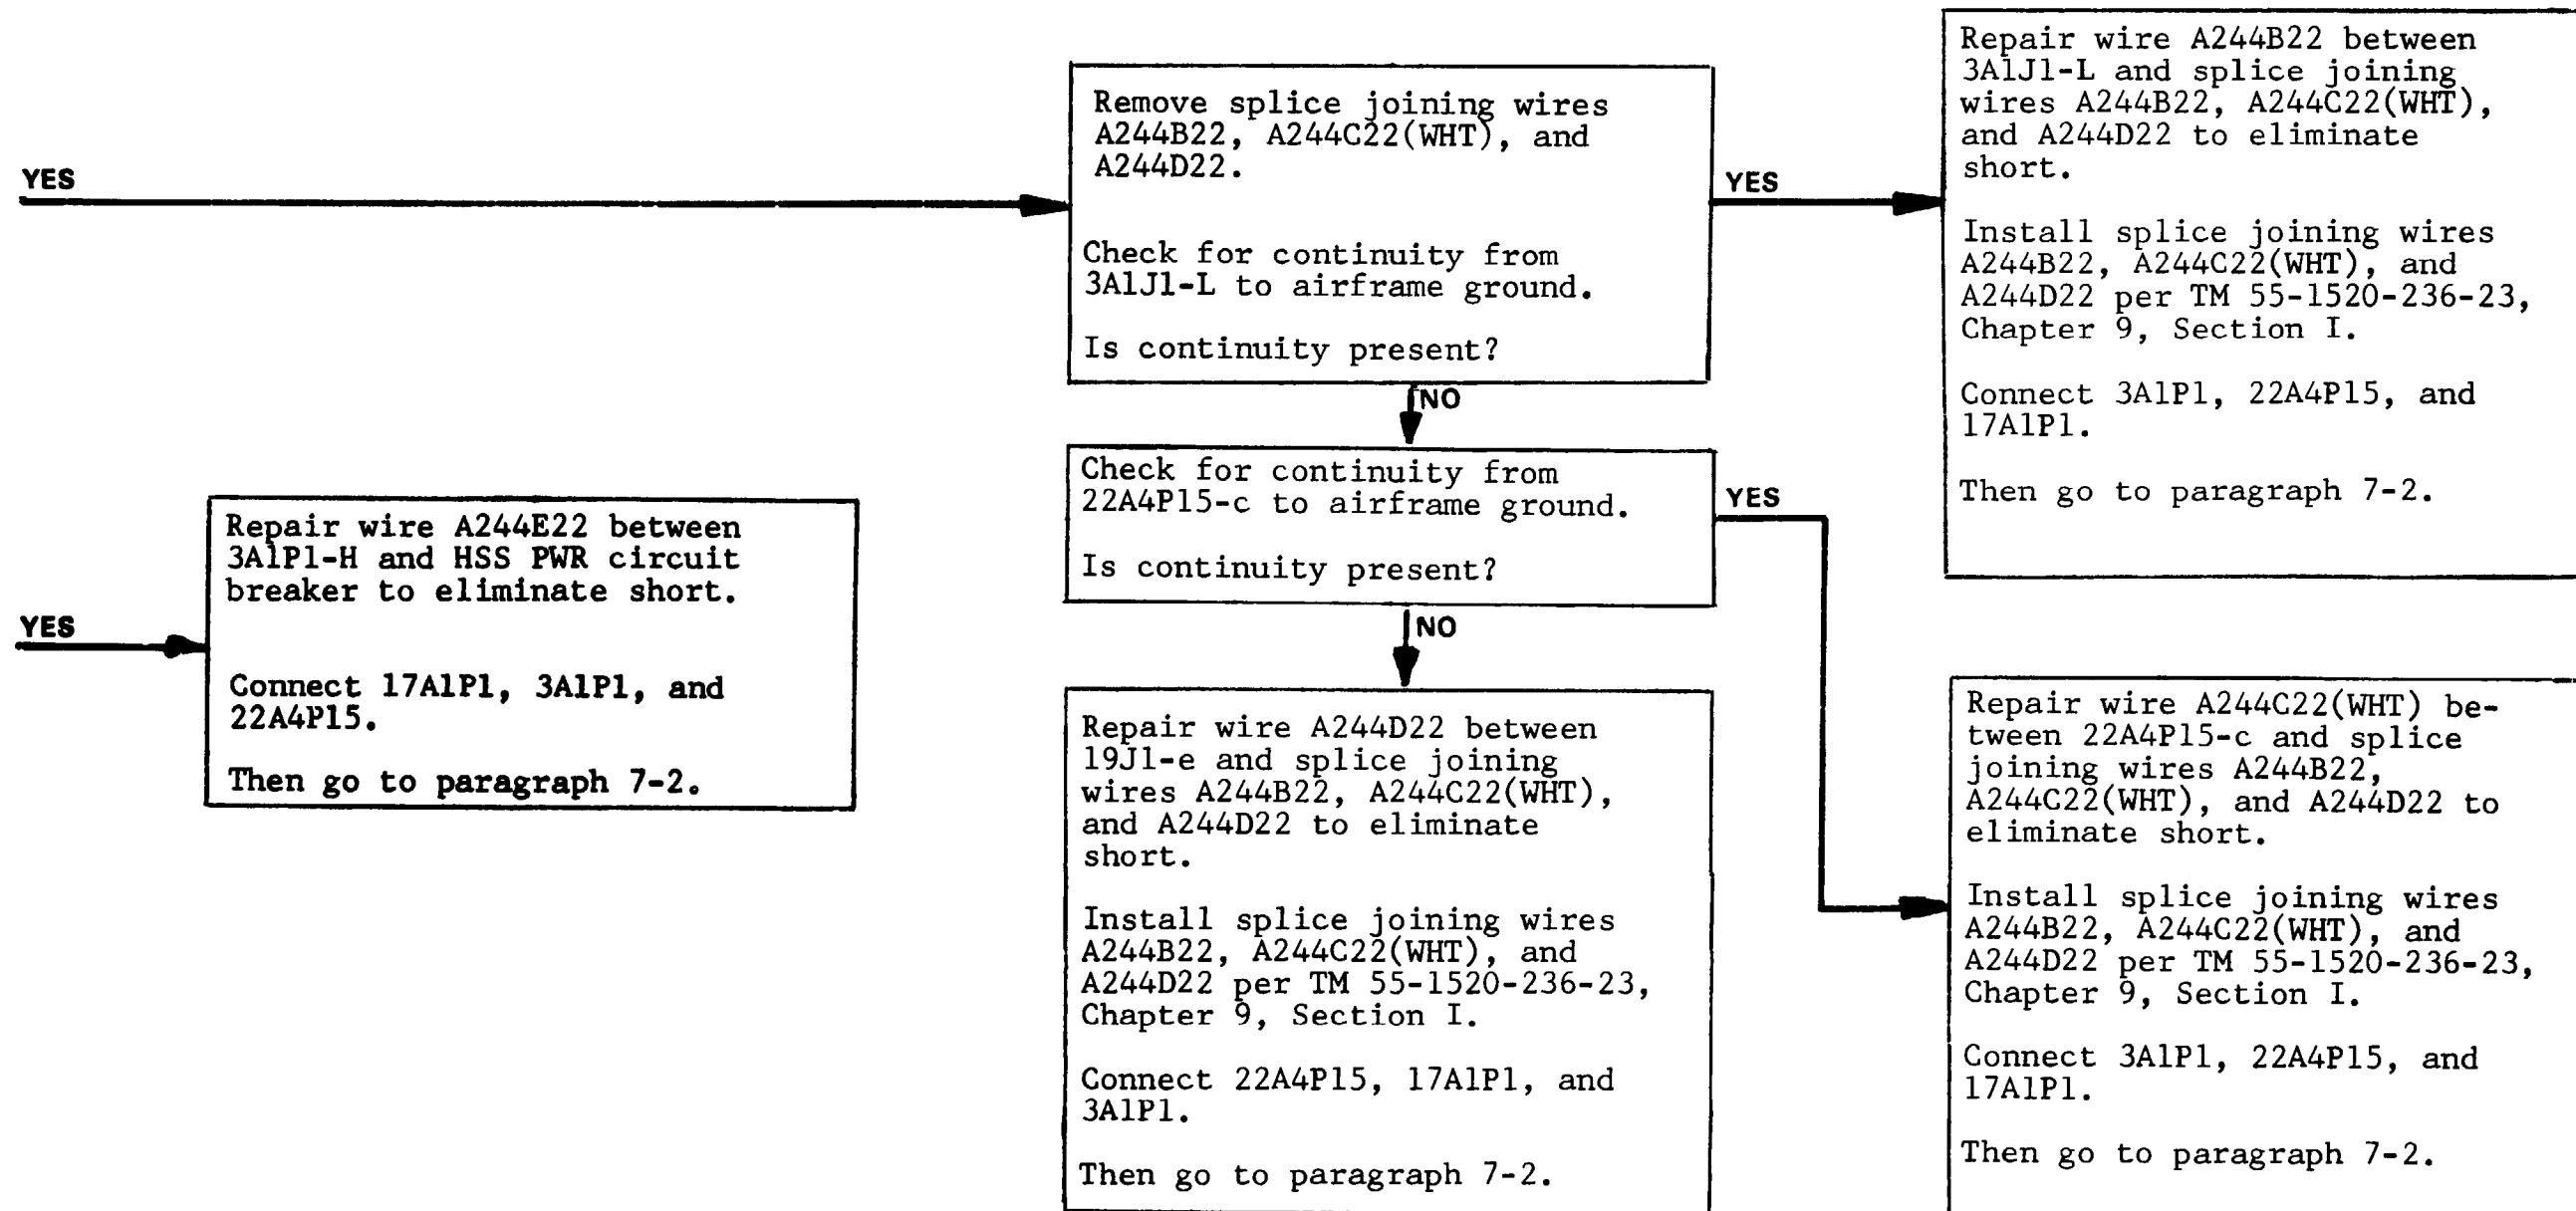 YES
Remove splice joining wires
A244B22, A244C22(WHT), and
A244D22.
Check for continuity from
3A1J1-L to airframe ground.
Is continuity present?
YES
Repair wire A244B22 between
3A1J1-L and splice joining
wires A244B22, A244C22(WHT),
and A244D22 to eliminate
short.
Install splice joining wires
A244B22, A244C22(WHT), and
A244D22 per TM 55-1520-236-23,
Chapter 9, Section I.
Connect 3A1P1, 22A4P15, and
17A1P1.
Then go to paragraph 7-2.
NO
Check for continuity from
22A4P15-c to airframe ground.
Is continuity present?
YES
YES
Repair wire A244E22 between
3A1P1-H and HSS PWR circuit
breaker to eliminate short.
Connect 17A1P1, 3A1P1, and
22A4P15.
Then go to paragraph 7-2.
NO
Repair wire A244D22 between
19J1-e and splice joining
wires A244B22, A244C22(WHT),
and A244D22 to eliminate
short.
Install splice joining wires
A244B22, A244C22(WHT), and
A244D22 per TM 55-1520-236-23,
Chapter 9, Section I.
Connect 22A4P15, 17A1P1, and
3A1P1.
Then go to paragraph 7-2.
Repair wire A244C22(WHT) be-
tween 22A4P15-c and splice
joining wires A244B22,
A244C22(WHT), and A244D22 to
eliminate short.
Install splice joining wires
A244B22, A244C22(WHT), and
A244D22 per TM 55-1520-236-23,
Chapter 9, Section I.
Connect 3A1P1, 22A4P15, and
17A1P1.
Then go to paragraph 7-2.